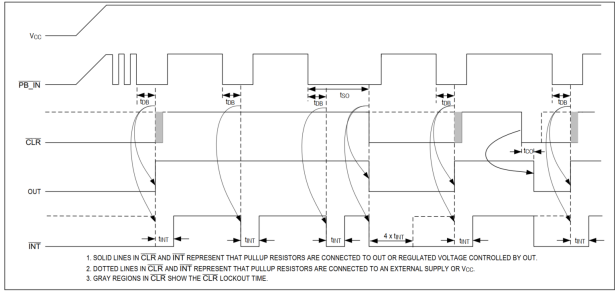 VCC
PB_IN
tDB tDB tDB tSO tDB tDB
CLR
tCO
OUT
INT
tINT tINT tINT 4 x tINT tINT tINT
1. SOLID LINES IN CLR AND INT REPRESENT THAT PULLUP RESISTORS ARE CONNECTED TO OUT OR REGULATED VOLTAGE CONTROLLED BY OUT.
2. DOTTED LINES IN CLR AND INT REPRESENT THAT PULLUP RESISTORS ARE CONNECTED TO AN EXTERNAL SUPPLY OR VCC.
3. GRAY REGIONS IN CLR SHOW THE CLR LOCKOUT TIME.